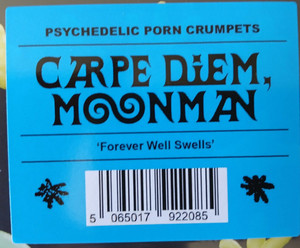 PSYCHEDELIC PORN CRUMPETS
CARPE DIEM,
MOONMAN
'Forever Well Swells'
5 065017 922085